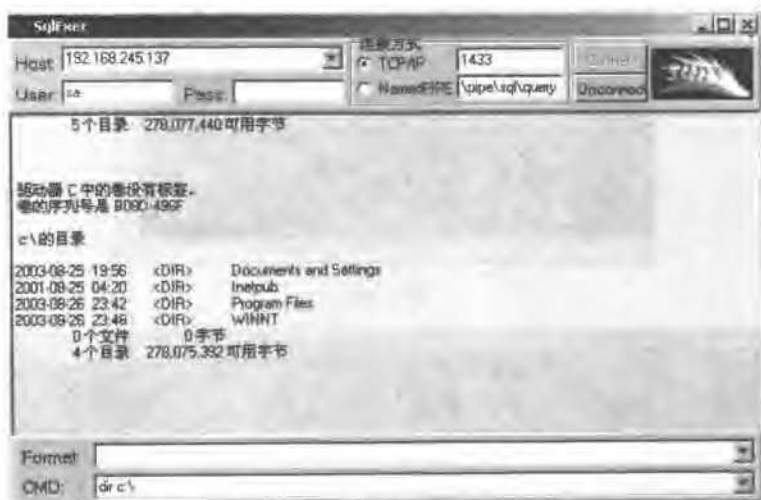 SqlExec
Host 192.168.245.137
连接方式
TCP/IP 1433
User: sa Pass:
NamedPIPE \\pipe\sql\query
5个目录 278,077,440 可用字节
驱动器 C 中的卷没有标签。
卷的序列号是
c:\的目录
2003-08-25 19:56 <DIR> Documents and Settings
2001-08-25 04:20 <DIR> Inetpub
2003-08-26 23:42 <DIR> Program Files
2003-08-26 23:46 <DIR> WINNT
0个文件 0字节
4个目录 278,075,392 可用字节
Format:
CMD: dir c:\